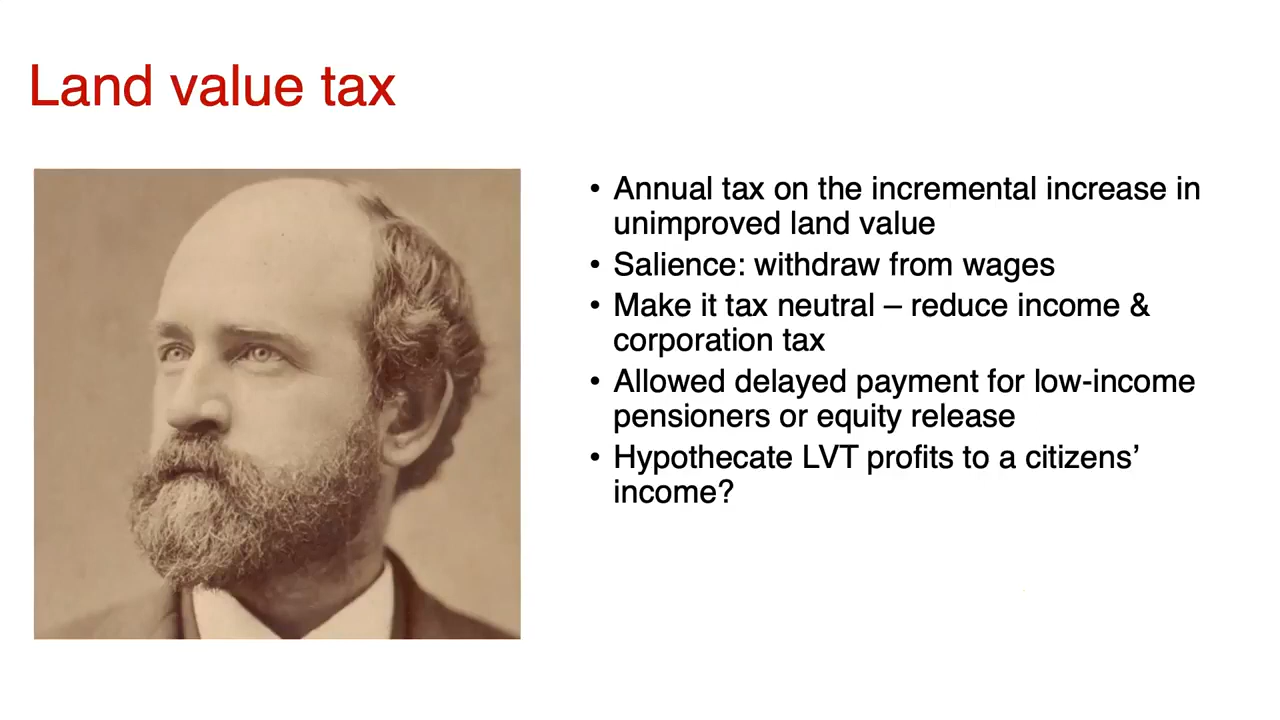 Land value tax
• Annual tax on the incremental increase in
unimproved land value
• Salience: withdraw from wages
• Make it tax neutral – reduce income &
corporation tax
• Allowed delayed payment for low-income
pensioners or equity release
• Hypothecate LVT profits to a citizens’
income?